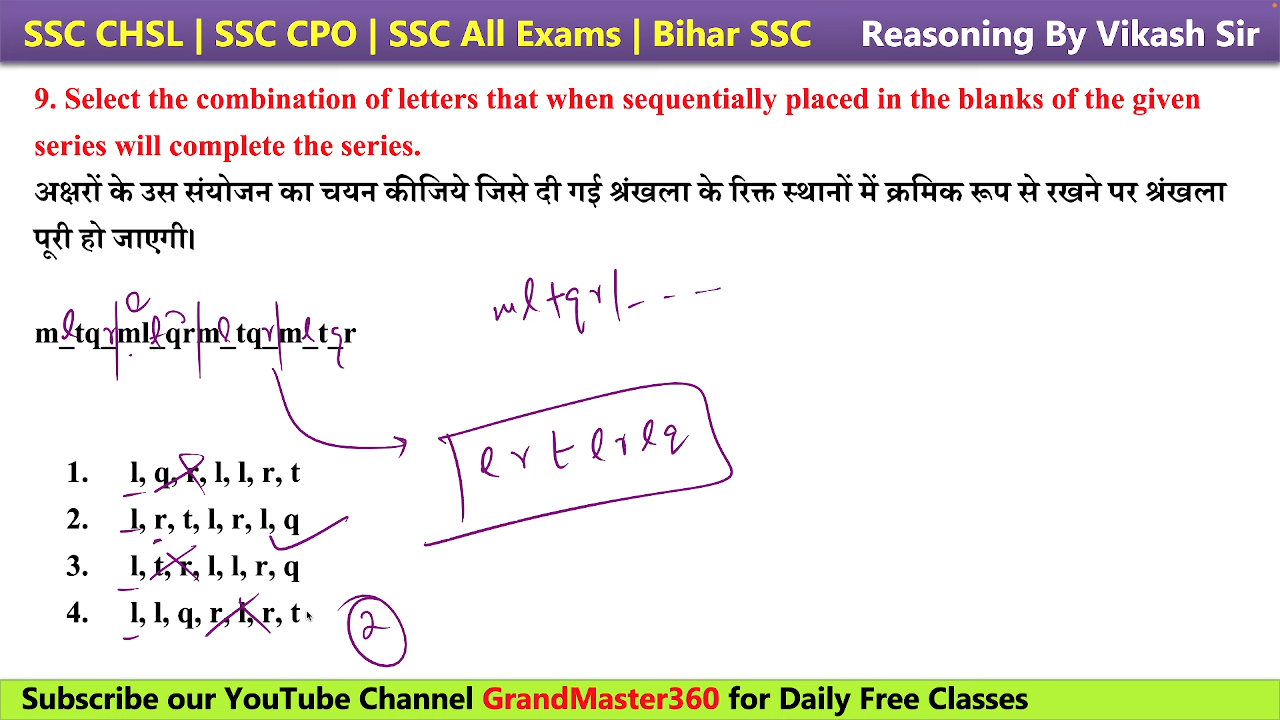 SSC CHSL | SSC CPO | SSC All Exams | Bihar SSC Reasoning By Vikash Sir
9. Select the combination of letters that when sequentially placed in the blanks of the given
series will complete the series.
अक्षरों के उस संयोजन का चयन कीजिये जिसे दी गई श्रंखला के रिक्त स्थानों में क्रमिक रूप से रखने पर श्रंखला
पूरी हो जाएगी।
mltqr|- - -
m_tq_ml_qrm_tq_m_t_r
l r t l r l q
1. l, q, r, l, l, r, t
2. l, r, t, l, r, l, q
3. l, t, r, l, l, r, q
4. l, l, q, r, l, r, t
2
Subscribe our YouTube Channel GrandMaster360 for Daily Free Classes